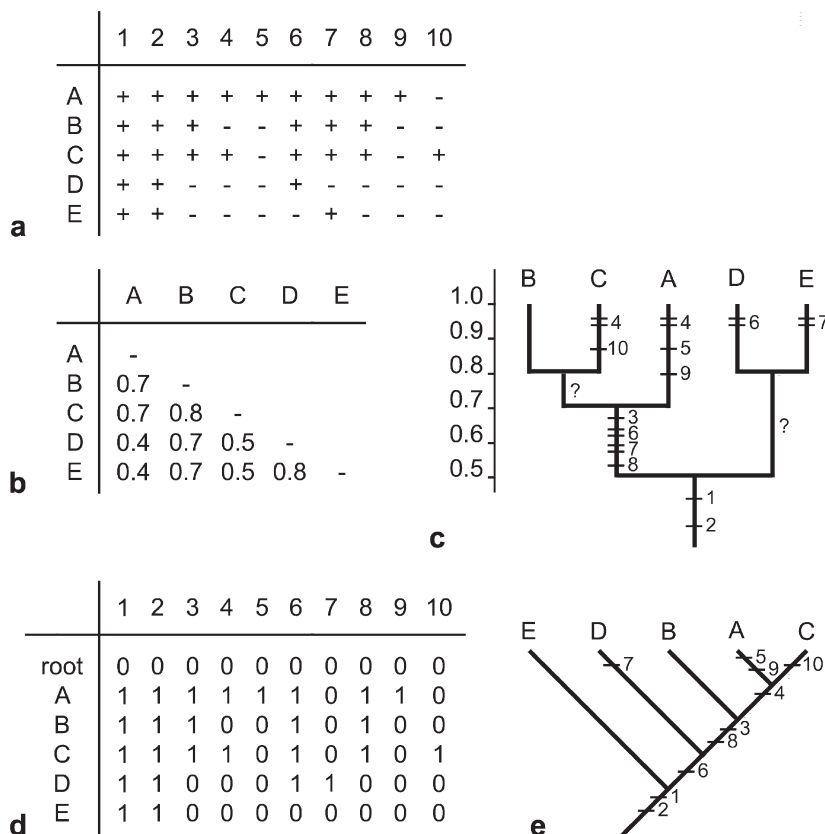 1 2 3 4 5 6 7 8 9 10
A + + + + + + + + + -
B + + + - - + + + - -
C + + + + - + + + - +
D + + - - - + - - - -
E + + - - - - + - - -
a
A B C D E
A -
B 0.7 -
C 0.7 0.8 -
D 0.4 0.7 0.5 -
E 0.4 0.7 0.5 0.8 -
b
B C A D E
1.0
0.9
0.8
0.7
0.6
0.5
4 4 6 7
10 5
9
?
3
6
7
8
?
1
2
c
1 2 3 4 5 6 7 8 9 10
root 0 0 0 0 0 0 0 0 0 0
A 1 1 1 1 1 1 0 1 1 0
B 1 1 1 0 0 1 0 1 0 0
C 1 1 1 1 0 1 0 1 0 1
D 1 1 0 0 0 1 1 0 0 0
E 1 1 0 0 0 0 0 0 0 0
d
E D B A C
7 5 9 10
4
3
8
6
1
2
e